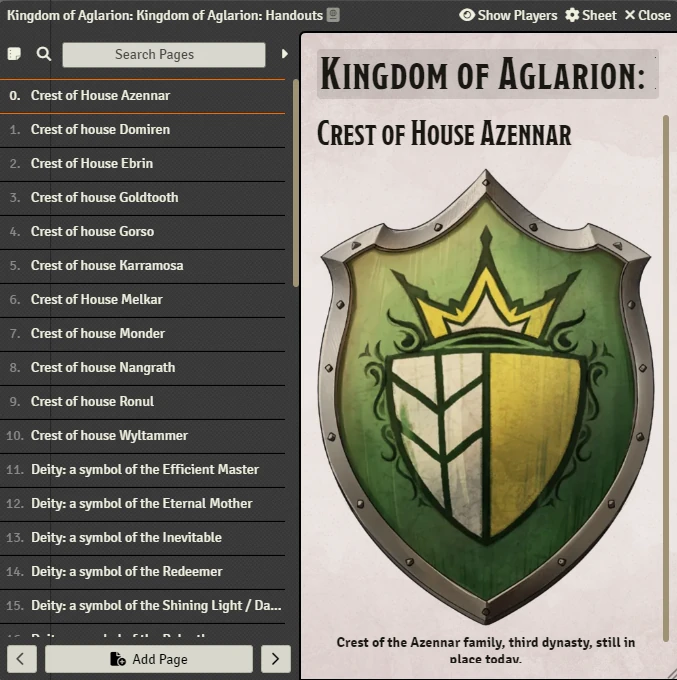 Kingdom of Aglarion: Kingdom of Aglarion: Handouts
Show Players
Sheet
Close
Search Pages
0. Crest of House Azennar
1. Crest of house Domiren
2. Crest of House Ebrin
3. Crest of house Goldtooth
4. Crest of house Gorso
5. Crest of house Karramosa
6. Crest of House Melkar
7. Crest of house Monder
8. Crest of house Nangrath
9. Crest of house Ronul
10. Crest of house Wyltammer
11. Deity: a symbol of the Efficient Master
12. Deity: a symbol of the Eternal Mother
13. Deity: a symbol of the Inevitable
14. Deity: a symbol of the Redeemer
15. Deity: a symbol of the Shining Light / Da...
Add Page
Kingdom of Aglarion:
Crest of House Azennar
Crest of the Azennar family, third dynasty, still in
place today.